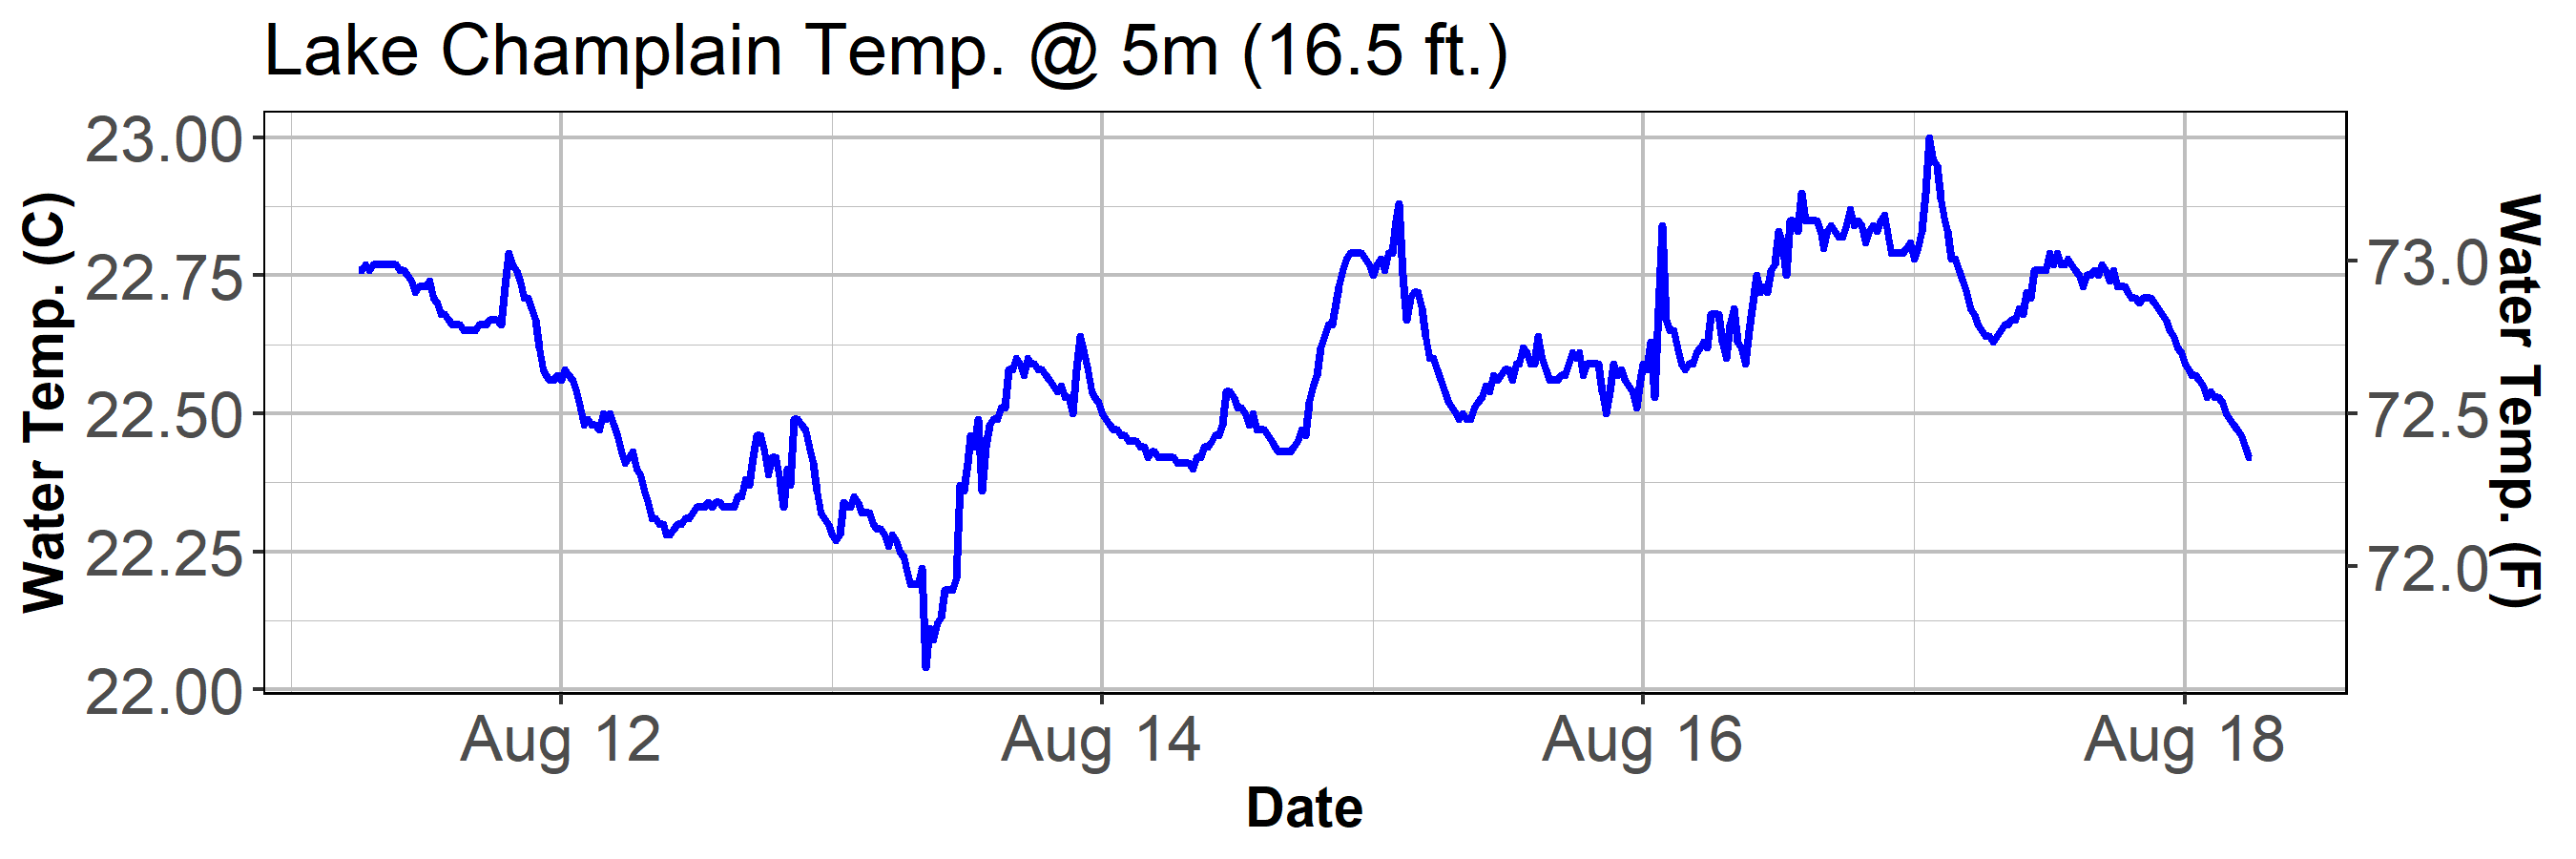 Lake Champlain Temp. @ 5m (16.5 ft.)
Water Temp. (C)
23.00
22.75
22.50
22.25
22.00
73.0
72.5
72.0
Water Temp. (F)
Aug 12 Aug 14 Aug 16 Aug 18
Date